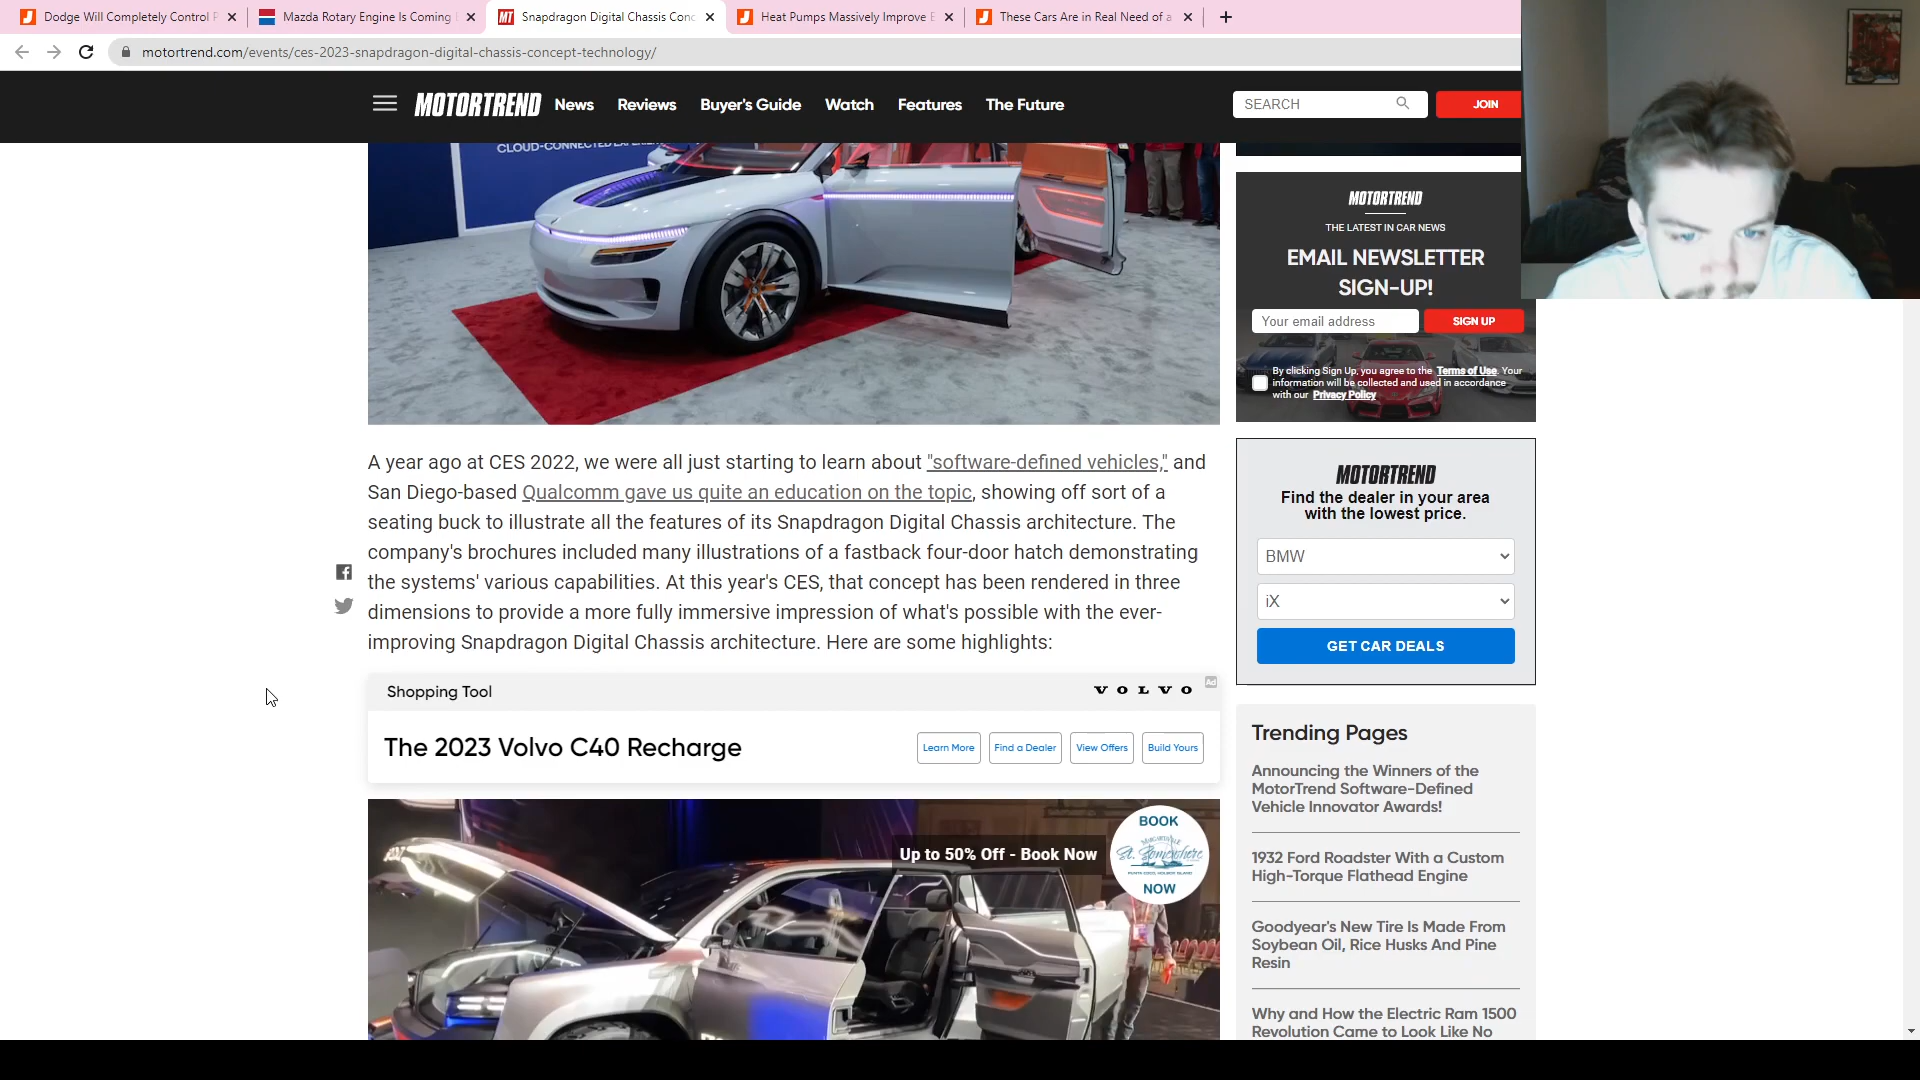 Dodge Will Completely Control
Mazda Rotary Engine Is Coming
Snapdragon Digital Chassis Conc
Heat Pumps Massively Improve
These Cars Are in Real Need of a
motortrend.com/events/ces-2023-snapdragon-digital-chassis-concept-technology/
MOTORTREND News Reviews Buyer's Guide Watch Features The Future
SEARCH
JOIN
MOTORTREND
THE LATEST IN CAR NEWS
EMAIL NEWSLETTER
SIGN-UP!
Your email address
SIGN UP
By clicking Sign Up, you agree to the Terms of Use. Your
information will be collected and used in accordance
with our Privacy Policy
A year ago at CES 2022, we were all just starting to learn about "software-defined vehicles," and
San Diego-based Qualcomm gave us quite an education on the topic, showing off sort of a
seating buck to illustrate all the features of its Snapdragon Digital Chassis architecture. The
company's brochures included many illustrations of a fastback four-door hatch demonstrating
the systems' various capabilities. At this year's CES, that concept has been rendered in three
dimensions to provide a more fully immersive impression of what's possible with the ever-
improving Snapdragon Digital Chassis architecture. Here are some highlights:
MOTORTREND
Find the dealer in your area
with the lowest price.
BMW
iX
GET CAR DEALS
Shopping Tool
VOLVO
Ad
The 2023 Volvo C40 Recharge
Learn More
Find a Dealer
View Offers
Build Yours
Up to 50% Off - Book Now
BOOK
St. Somewhere
NOW
Trending Pages
Announcing the Winners of the
MotorTrend Software-Defined
Vehicle Innovator Awards!
1932 Ford Roadster With a Custom
High-Torque Flathead Engine
Goodyear's New Tire Is Made From
Soybean Oil, Rice Husks And Pine
Resin
Why and How the Electric Ram 1500
Revolution Came to Look Like No